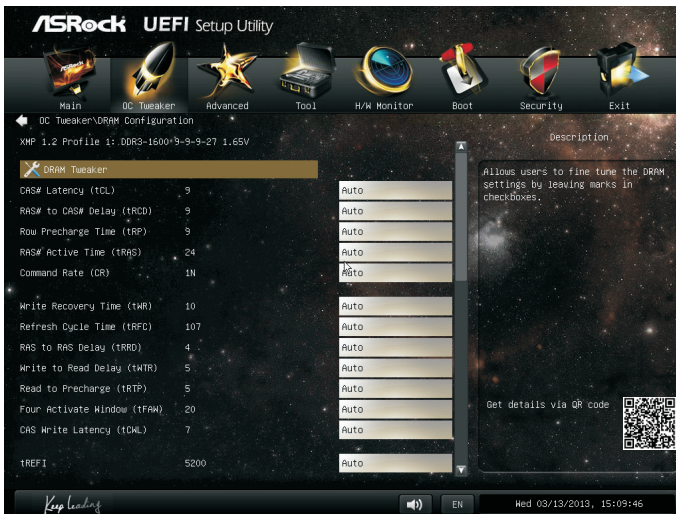 ASRock UEFI Setup Utility
ASRock
Main OC Tweaker Advanced Tool H/W Monitor Boot Security Exit
OC Tweaker\DRAM Configuration
Description
XMP 1.2 Profile 1: DDR3-1600 9-9-9-27 1.65V
DRAM Tweaker
Allows users to fine tune the DRAM
settings by leaving marks in
checkboxes.
CAS# Latency (tCL) 9 Auto
RAS# to CAS# Delay (tRCD) 9 Auto
Row Precharge Time (tRP) 9 Auto
RAS# Active Time (tRAS) 24 Auto
Command Rate (CR) 1N Auto
Write Recovery Time (tWR) 10 Auto
Refresh Cycle Time (tRFC) 107 Auto
RAS to RAS Delay (tRRD) 4 Auto
Write to Read Delay (tWTR) 5 Auto
Read to Precharge (tRTP) 5 Auto
Four Activate Window (tFAW) 20 Auto
CAS Write Latency (tCWL) 7 Auto
Get details via QR code
tREFI 5200 Auto
Keep Leading
EN
Wed 03/13/2013, 15:09:46